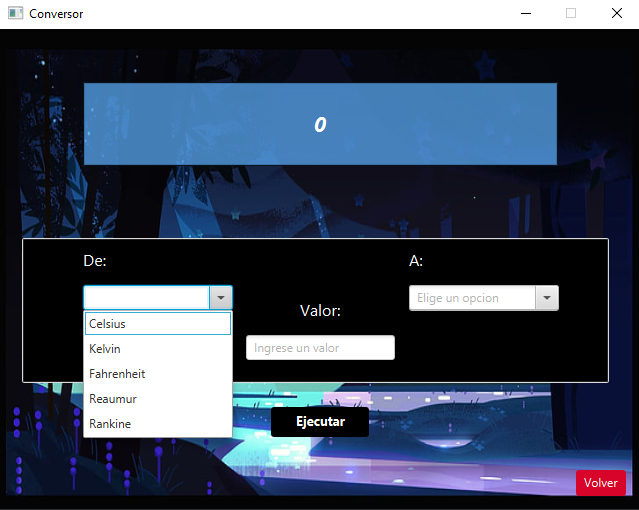 Conversor
0
De:
A:
Elige un opcion
Valor:
Celsius
Ingrese un valor
Kelvin
Fahrenheit
Reaumur
Rankine
Ejecutar
Volver